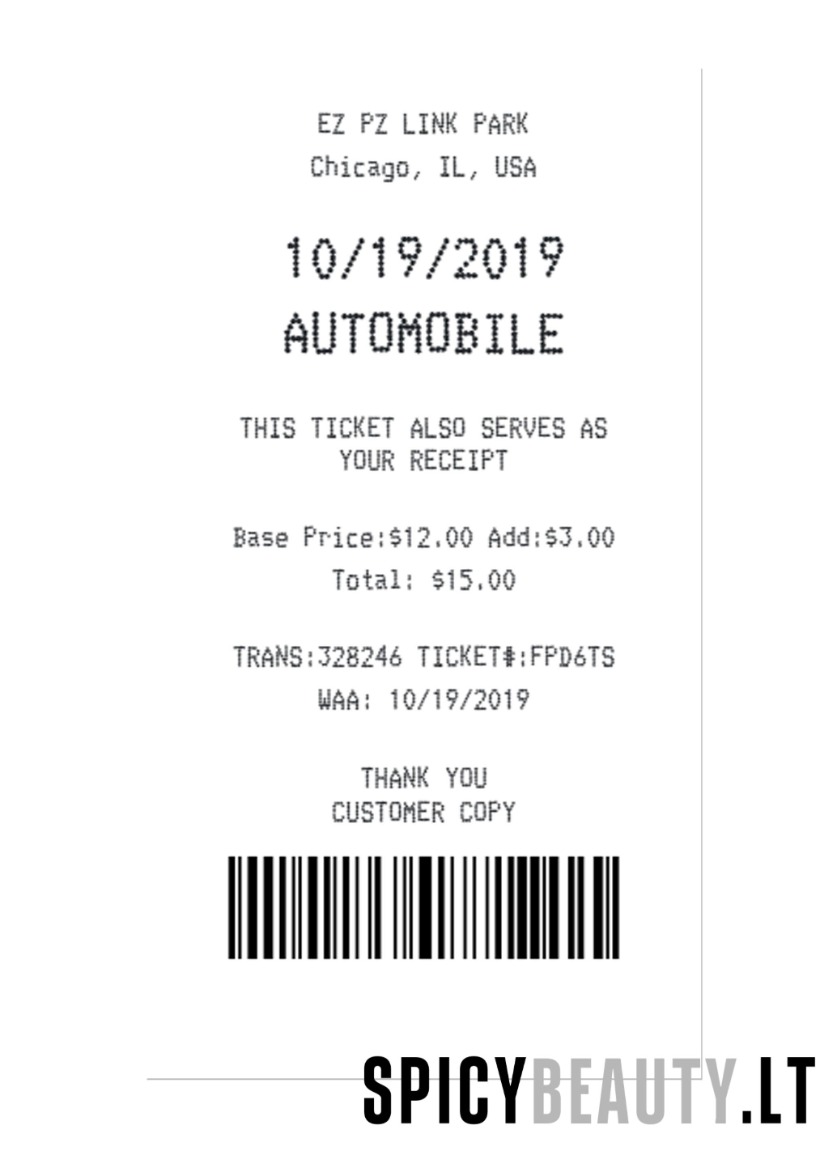 EZ PZ LINK PARK
Chicago, IL, USA
10/19/2019
AUTOMOBILE
THIS TICKET ALSO SERVES AS
YOUR RECEIPT
Base Price:$12.00 Add:$3.00
Total: $15.00
TRANS:328246 TICKET#:FPD6TS
WAA: 10/19/2019
THANK YOU
CUSTOMER COPY
SPICYBEAUTY.LT